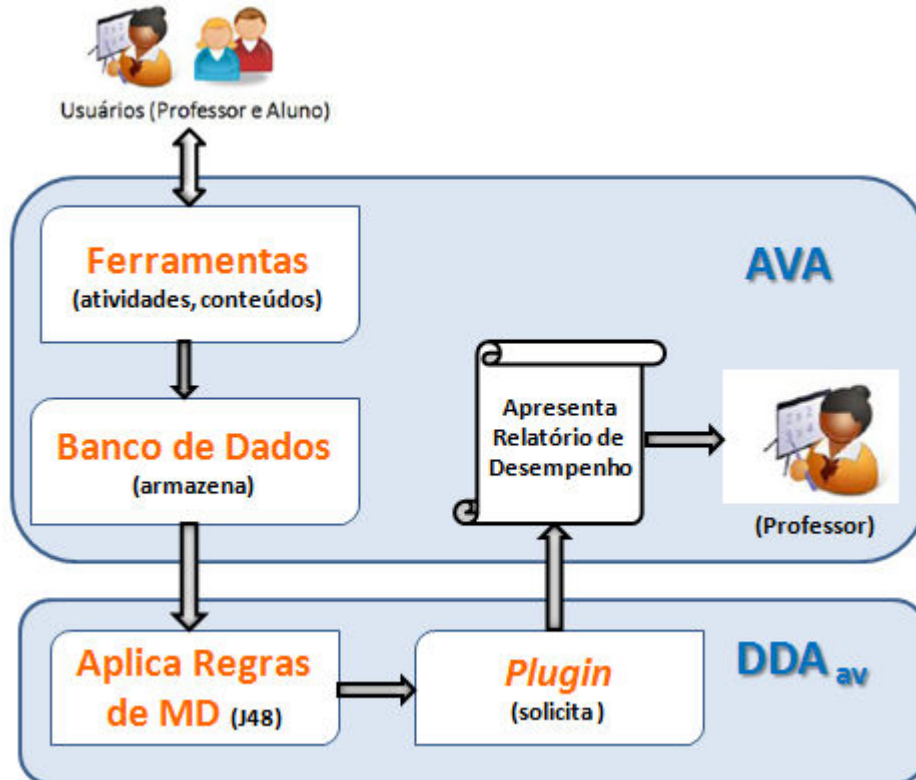 Usuários (Professor e Aluno)
AVA
Ferramentas
(atividades, conteúdos)
Banco de Dados
(armazena)
Apresenta
Relatório de
Desempenho
(Professor)
DDA av
Aplica Regras
de MD (J48)
Plugin
(solicita )